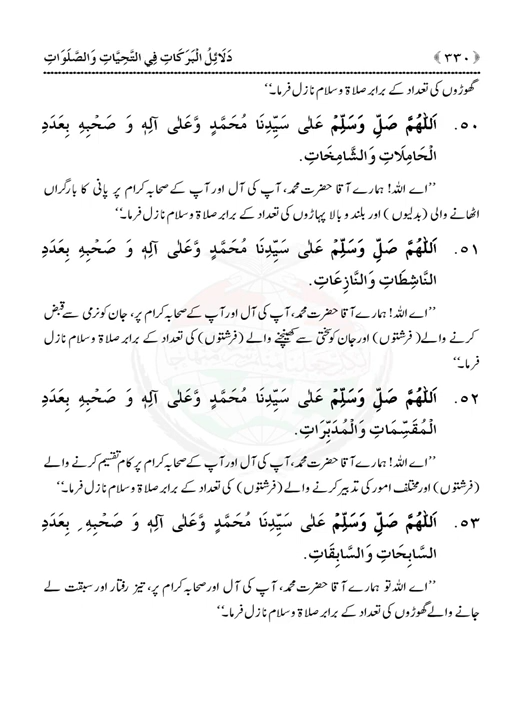 ﴿٣٣٠﴾ دَلَائِلُ الْبَرَكَاتِ فِي التَّحِيَّاتِ وَالصَّلَوَاتِ
گھوڑوں کی تعداد کے برابر صلاۃ و سلام نازل فرما۔‘‘
٥٠. اَللّٰهُمَّ صَلِّ وَسَلِّمْ عَلٰى سَيِّدِنَا مُحَمَّدٍ وَّعَلٰى آلِهٖ وَ صَحْبِهٖ بِعَدَدِ
الْحَامِلَاتِ وَالشَّامِخَاتِ.
’’اے اللہ! ہمارے آقا حضرت محمد، آپ کی آل اور آپ کے صحابہ کرام پر پانی کا بارِگراں
اٹھانے والی (بدلیوں) اور بلند و بالا پہاڑوں کی تعداد کے برابر صلاۃ و سلام نازل فرما۔‘‘
٥١. اَللّٰهُمَّ صَلِّ وَسَلِّمْ عَلٰى سَيِّدِنَا مُحَمَّدٍ وَّعَلٰى آلِهٖ وَ صَحْبِهٖ بِعَدَدِ
النَّاشِطَاتِ وَالنَّازِعَاتِ.
’’اے اللہ! ہمارے آقا حضرت محمد، آپ کی آل اور آپ کے صحابہ کرام پر، جان کو نرمی سے قبض
کرنے والے (فرشتوں) اور جان کو سختی سے کھینچنے والے (فرشتوں) کی تعداد کے برابر صلاۃ و سلام نازل
فرما۔‘‘
٥٢. اَللّٰهُمَّ صَلِّ وَسَلِّمْ عَلٰى سَيِّدِنَا مُحَمَّدٍ وَّعَلٰى آلِهٖ وَ صَحْبِهٖ بِعَدَدِ
الْمُقَسِّمَاتِ وَالْمُدَبِّرَاتِ.
’’اے اللہ! ہمارے آقا حضرت محمد، آپ کی آل اور آپ کے صحابہ کرام پر کام تقسیم کرنے والے
(فرشتوں) اور مختلف امور کی تدبیر کرنے والے (فرشتوں) کی تعداد کے برابر صلاۃ و سلام نازل فرما۔‘‘
٥٣. اَللّٰهُمَّ صَلِّ وَسَلِّمْ عَلٰى سَيِّدِنَا مُحَمَّدٍ وَّعَلٰى آلِهٖ وَ صَحْبِهٖ بِعَدَدِ
السَّابِحَاتِ وَالسَّابِقَاتِ.
’’اے اللہ تو ہمارے آقا حضرت محمد، آپ کی آل اور صحابہ کرام پر، تیز رفتار اور سبقت لے
جانے والے گھوڑوں کی تعداد کے برابر صلاۃ و سلام نازل فرما۔‘‘